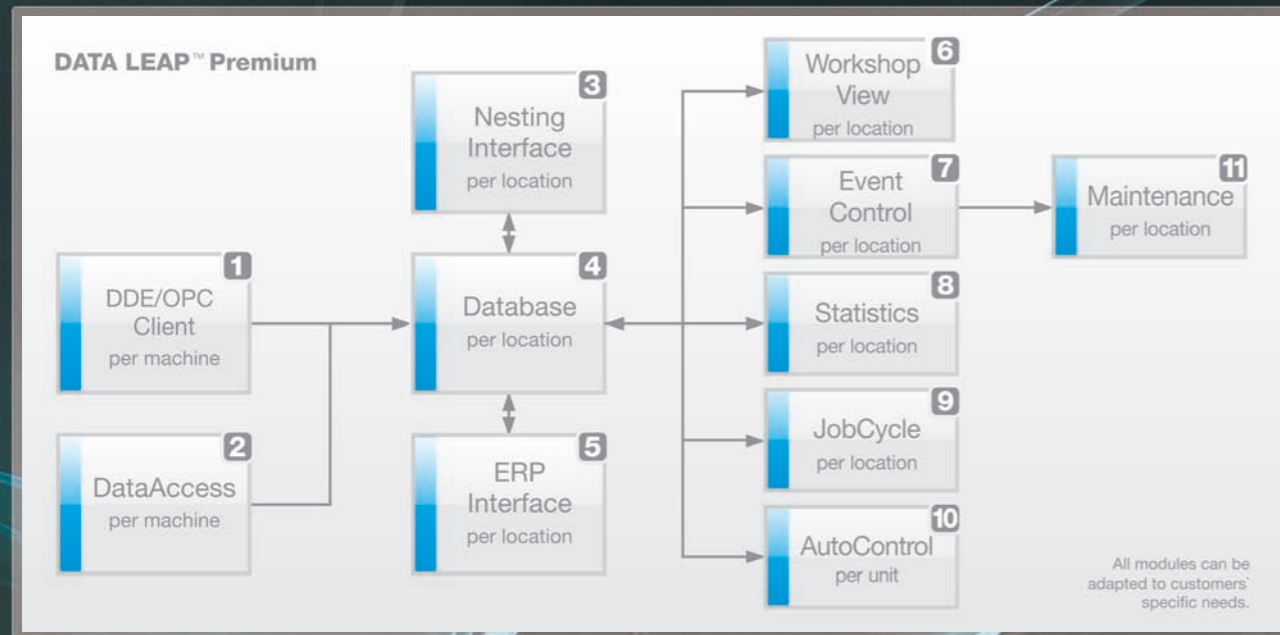 DATA LEAP™ Premium
1
DDE/OPC
Client
per machine
2
DataAccess
per machine
3
Nesting
Interface
per location
4
Database
per location
5
ERP
Interface
per location
6
Workshop
View
per location
7
Event
Control
per location
8
Statistics
per location
9
JobCycle
per location
10
AutoControl
per unit
11
Maintenance
per location
All modules can be
adapted to customers`
specific needs.